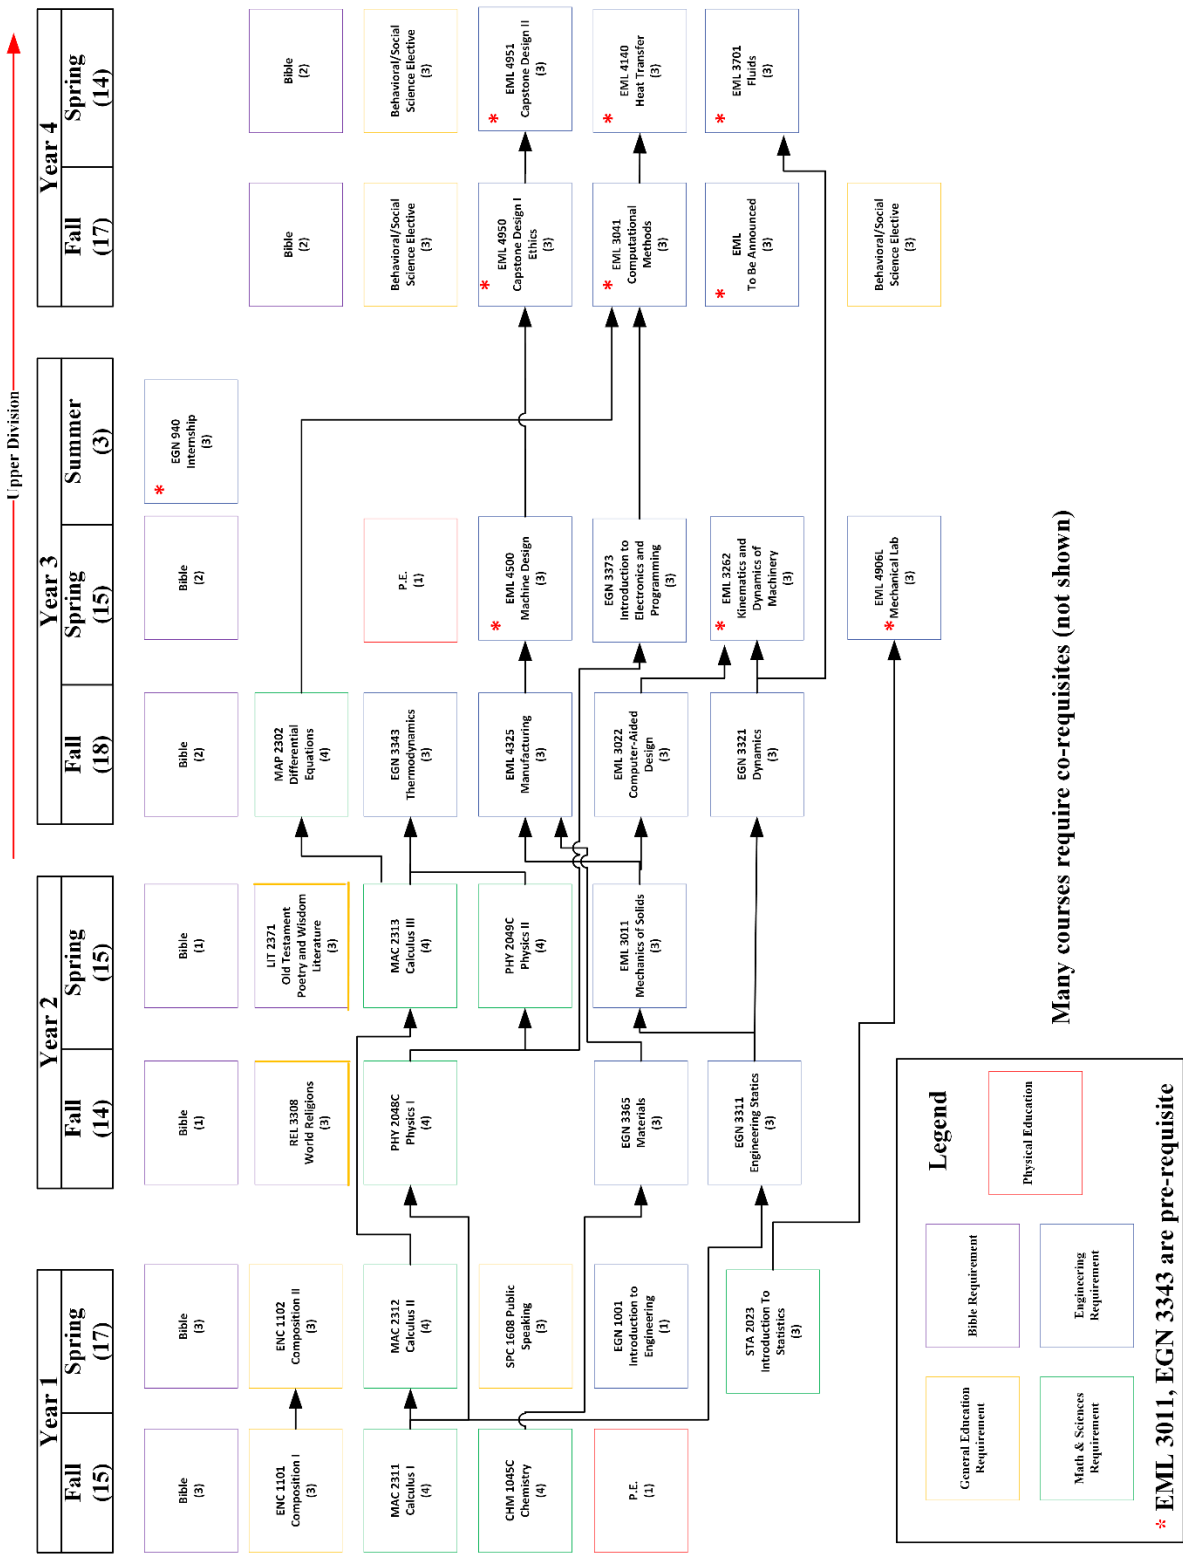 Upper Division
Year 1
Year 2
Year 3
Year 4
Fall
(15)
Spring
(17)
Fall
(14)
Spring
(15)
Fall
(18)
Spring
(15)
Summer
(3)
Fall
(17)
Spring
(14)
Bible
(3)
Bible
(3)
Bible
(1)
Bible
(1)
Bible
(2)
Bible
(2)
* EGN 940
Internship
(3)
Bible
(2)
Bible
(2)
ENC 1101
Composition I
(3)
ENC 1102
Composition II
(3)
REL 3308
World Religions
(3)
LIT 2371
Old Testament
Poetry and Wisdom
Literature
(3)
MAP 2302
Differential
Equations
(4)
Behavioral/Social
Science Elective
(3)
Behavioral/Social
Science Elective
(3)
MAC 2311
Calculus I
(4)
MAC 2312
Calculus II
(4)
PHY 2048C
Physics I
(4)
MAC 2313
Calculus III
(4)
EGN 3343
Thermodynamics
(3)
P.E.
(1)
CHM 1045C
Chemistry
(4)
SPC 1608 Public
Speaking
(3)
PHY 2049C
Physics II
(4)
EML 4325
Manufacturing
(3)
* EML 4500
Machine Design
(3)
* EML 4950
Capstone Design I
Ethics
(3)
* EML 4951
Capstone Design II
(3)
P.E.
(1)
EGN 1001
Introduction to
Engineering
(1)
EGN 3365
Materials
(3)
EML 3011
Mechanics of Solids
(3)
EML 3022
Computer-Aided
Design
(3)
EGN 3373
Introduction to
Electronics and
Programming
(3)
* EML 3041
Computational
Methods
(3)
* EML 4140
Heat Transfer
(3)
STA 2023
Introduction To
Statistics
(3)
EGN 3311
Engineering Statics
(3)
EGN 3321
Dynamics
(3)
* EML 3262
Kinematics and
Dynamics of
Machinery
(3)
* EML
To Be Announced
(3)
* EML 3701
Fluids
(3)
* EML 4906L
Mechanical Lab
(3)
Behavioral/Social
Science Elective
(3)
Legend
General Education
Requirement
Bible Requirement
Physical Education
Math & Sciences
Requirement
Engineering
Requirement
* EML 3011, EGN 3343 are pre-requisite
Many courses require co-requisites (not shown)